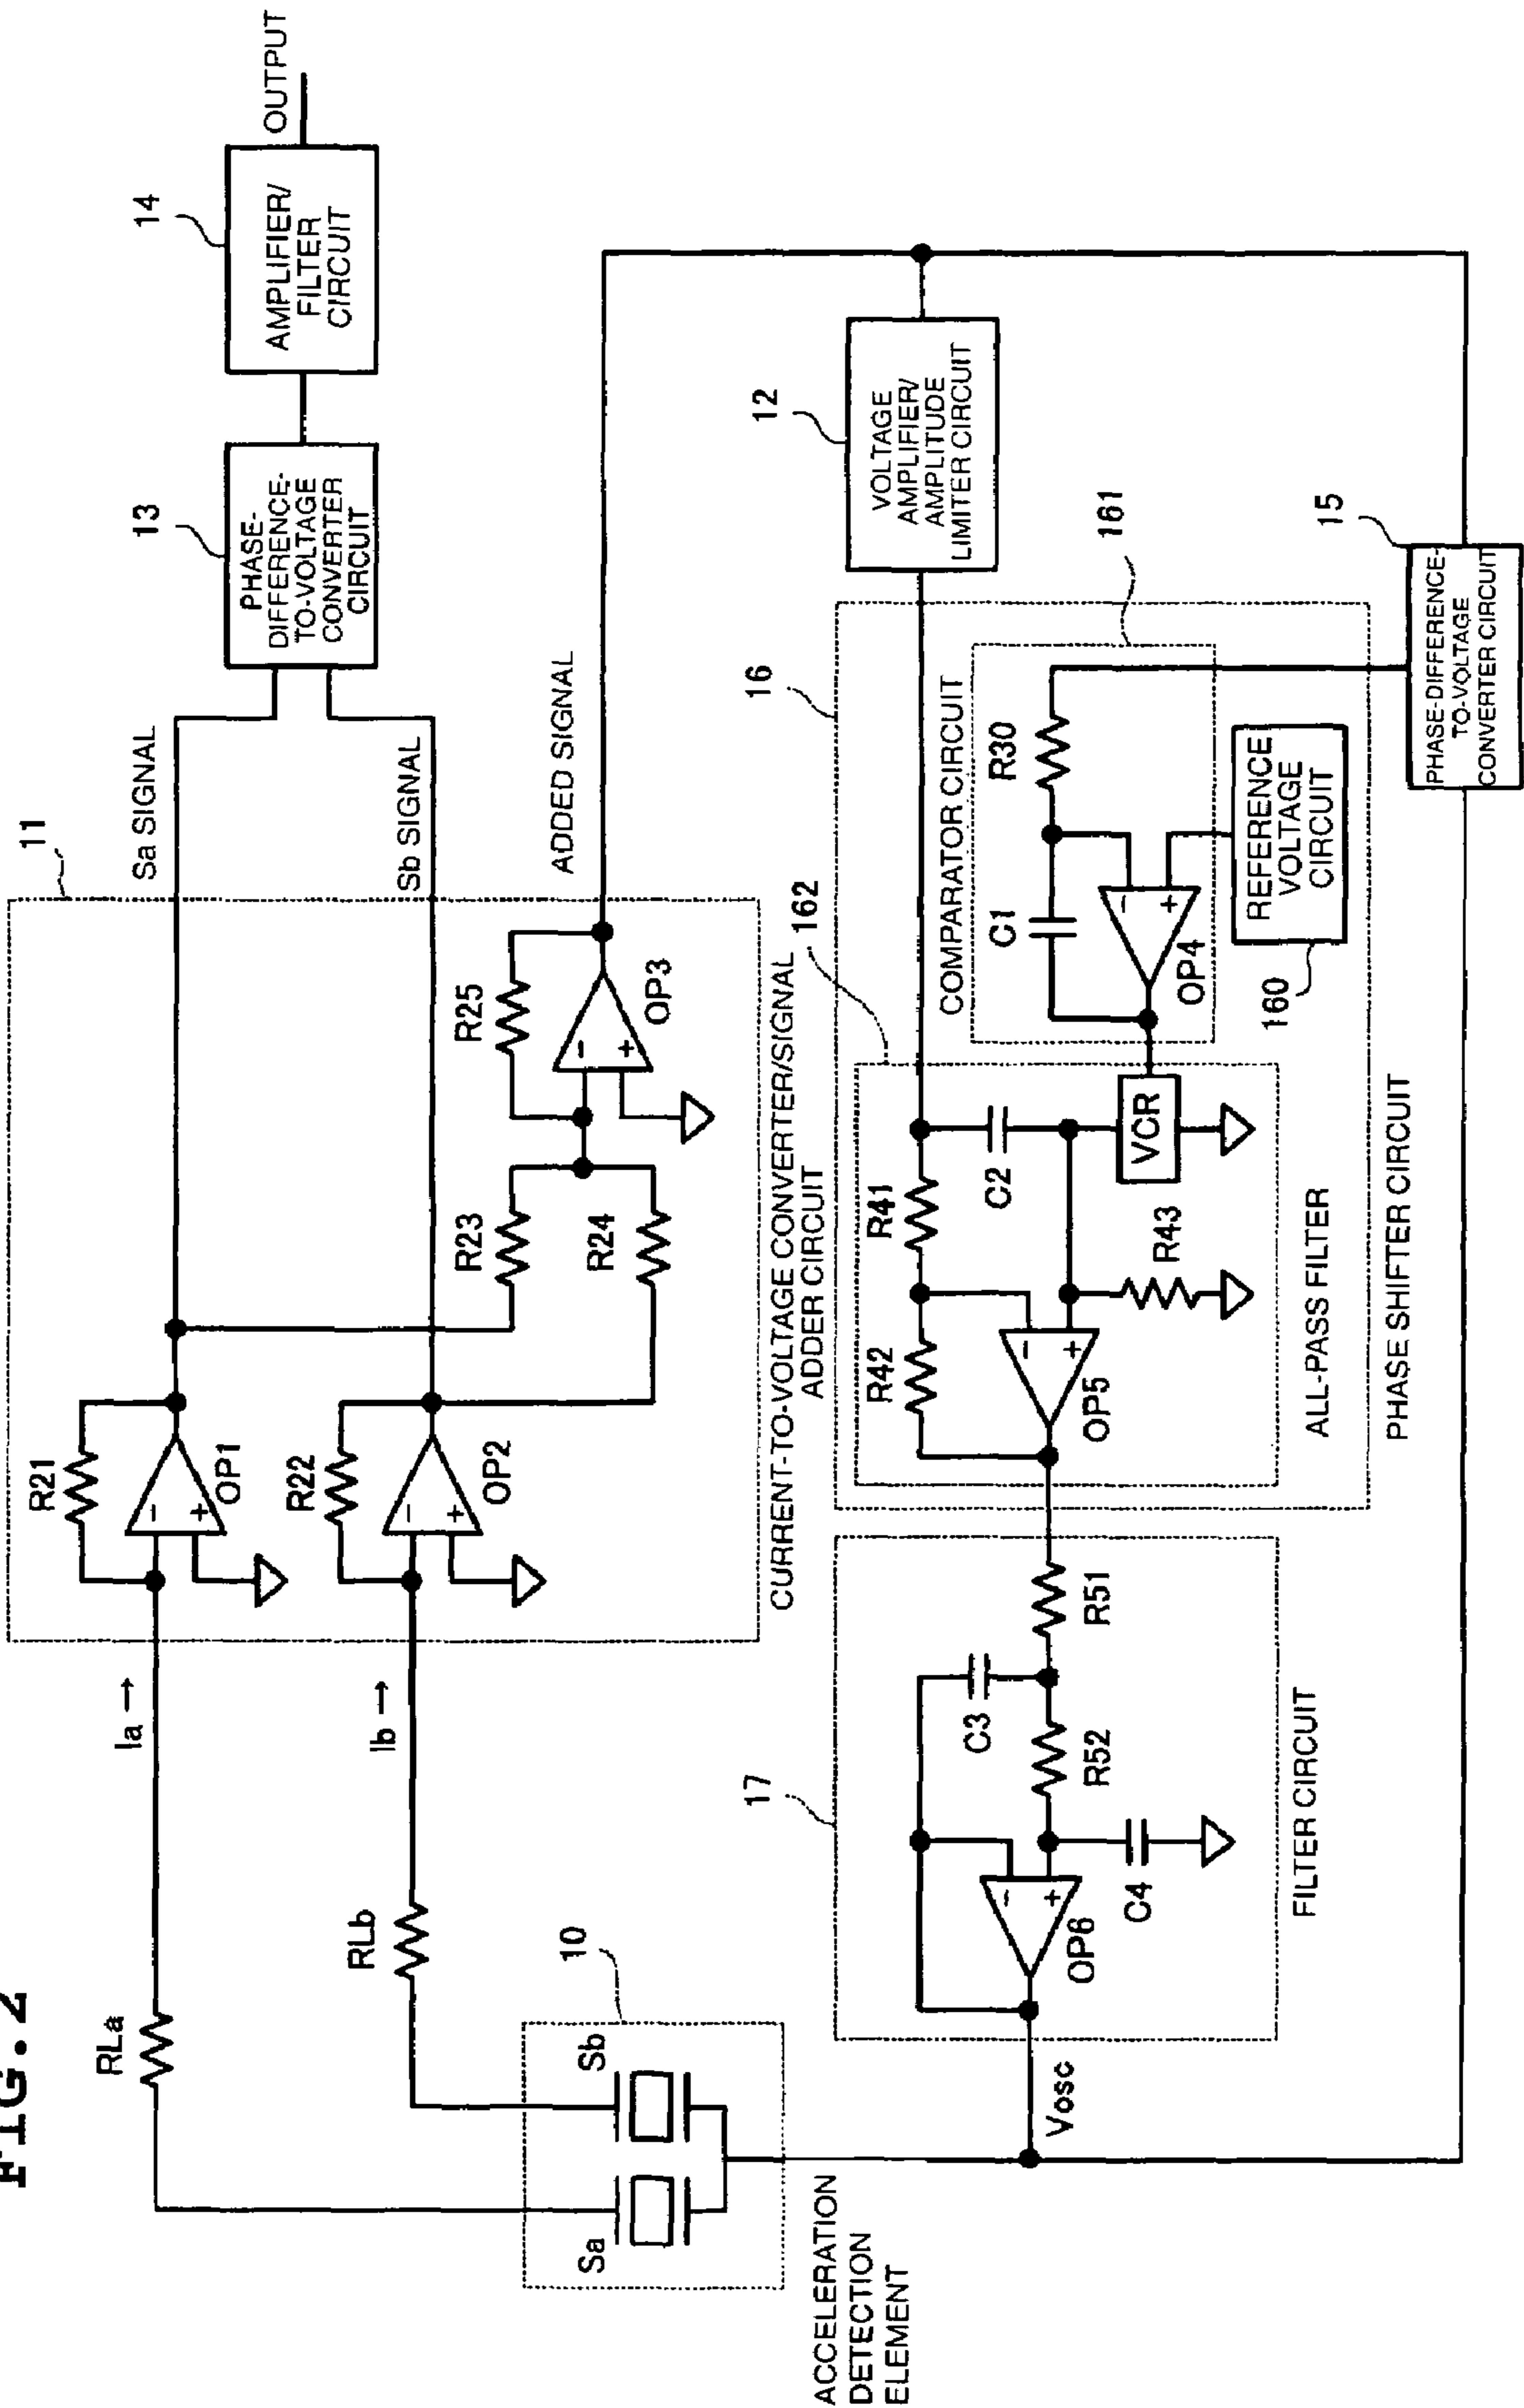 FIG.2
11
R21
OP1
R22
OP2
R23
R24
R25
OP3
-
+
-
+
-
+
Sa SIGNAL
Sb SIGNAL
ADDED SIGNAL
CURRENT-TO-VOLTAGE CONVERTER/SIGNAL
ADDER CIRCUIT
13
PHASE-
DIFFERENCE-
TO-VOLTAGE
CONVERTER
CIRCUIT
14
AMPLIFIER/
FILTER
CIRCUIT
OUTPUT
RLa
Ia →
RLb
Ib →
10
Sa
Sb
ACCELERATION
DETECTION
ELEMENT
Vosc
17
C3
R51
R52
C4
OP6
-
+
FILTER CIRCUIT
16
162
R41
R42
C2
R43
VCR
OP5
-
+
ALL-PASS FILTER
PHASE SHIFTER CIRCUIT
COMPARATOR CIRCUIT
161
R30
C1
OP4
-
+
160
REFERENCE
VOLTAGE
CIRCUIT
12
VOLTAGE
AMPLIFIER/
AMPLITUDE
LIMITER CIRCUIT
15
PHASE-DIFFERENCE-
TO-VOLTAGE
CONVERTER CIRCUIT